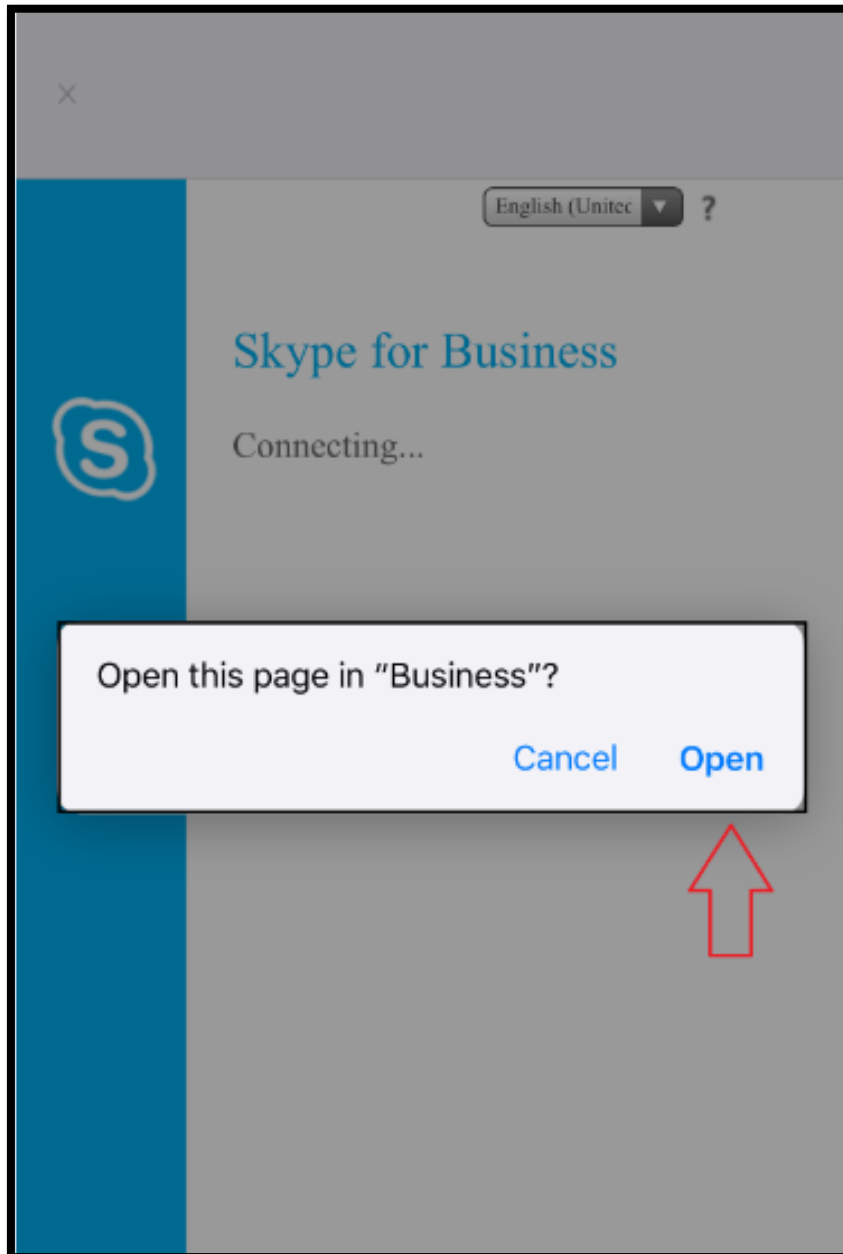 ×
English (Unitec ▼ ?
Skype for Business
S
Connecting...
Open this page in "Business"?
Cancel Open